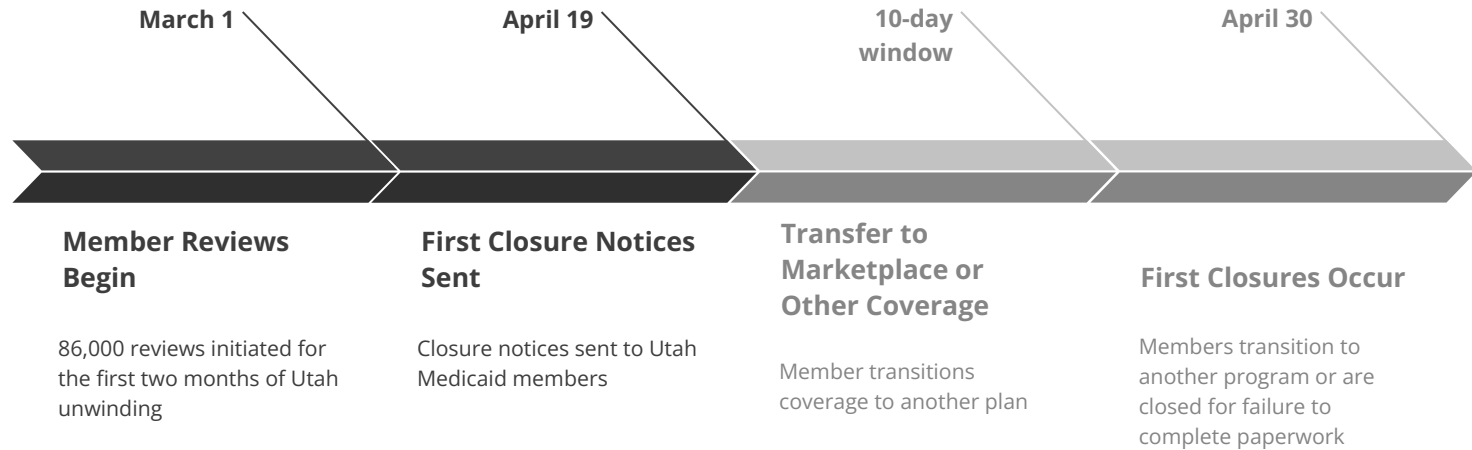 March 1
April 19
10-day
window
April 30
Member Reviews
Begin
86,000 reviews initiated for
the first two months of Utah
unwinding
First Closure Notices
Sent
Closure notices sent to Utah
Medicaid members
Transfer to
Marketplace or
Other Coverage
Member transitions
coverage to another plan
First Closures Occur
Members transition to
another program or are
closed for failure to
complete paperwork